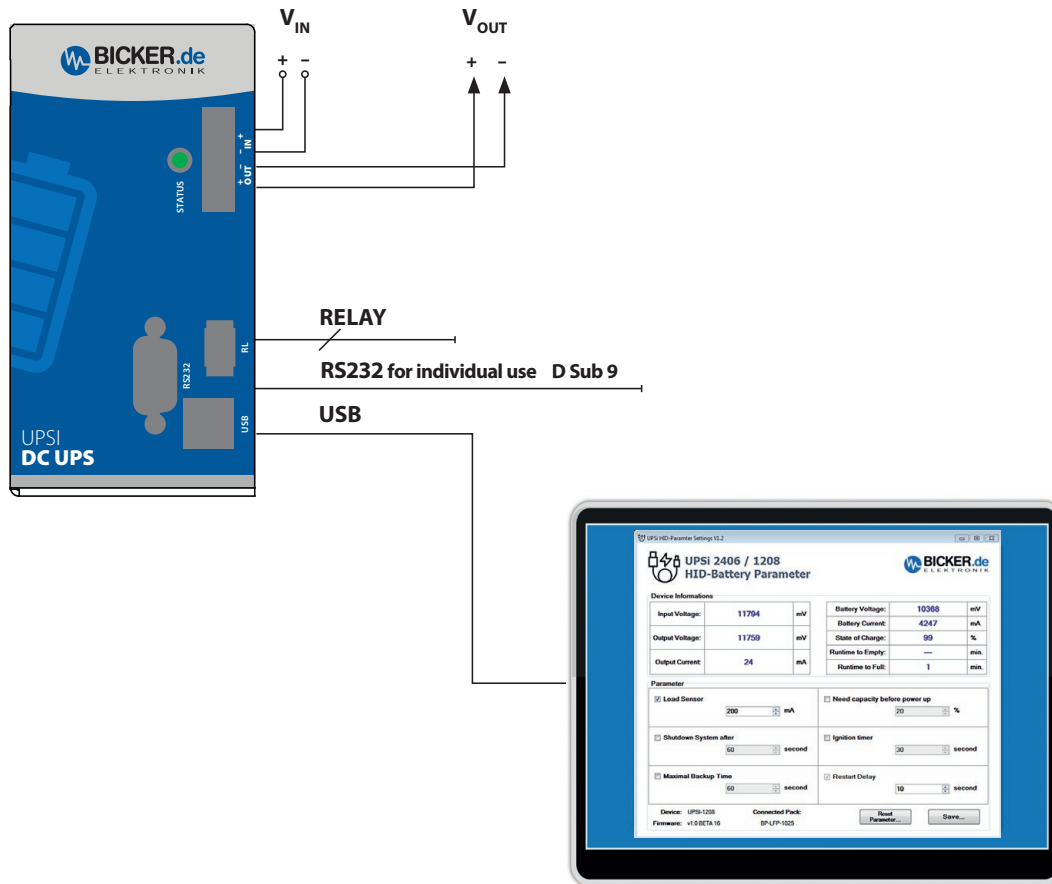 V IN
V OUT
+ –
+ –
BICKER.de
ELEKTRONIK
– IN +
+ OUT –
STATUS
RELAY
RL
RS232 for individual use D Sub 9
RS232
USB
USB
UPSI
DC UPS
UPSi HID-Paramter Settings V1.2
UPSi 2406 / 1208
HID-Battery Parameter
BICKER.de
ELEKTRONIK
Device Informations
Input Voltage: 11794 mV
Output Voltage: 11759 mV
Output Current: 24 mA
Battery Voltage: 10368 mV
Battery Current: 4247 mA
State of Charge: 99 %
Runtime to Empty: — min.
Runtime to Full: 1 min.
Parameter
Load Sensor
200 mA
Need capacity before power up
20 %
Shutdown System after
60 second
Ignition timer
30 second
Maximal Backup Time
60 second
Restart Delay
10 second
Device: UPSI-1208 Connected Pack:
Firmware: v1.0 BETA 16 BP-LFP-1025
Reset
Parameter...
Save...